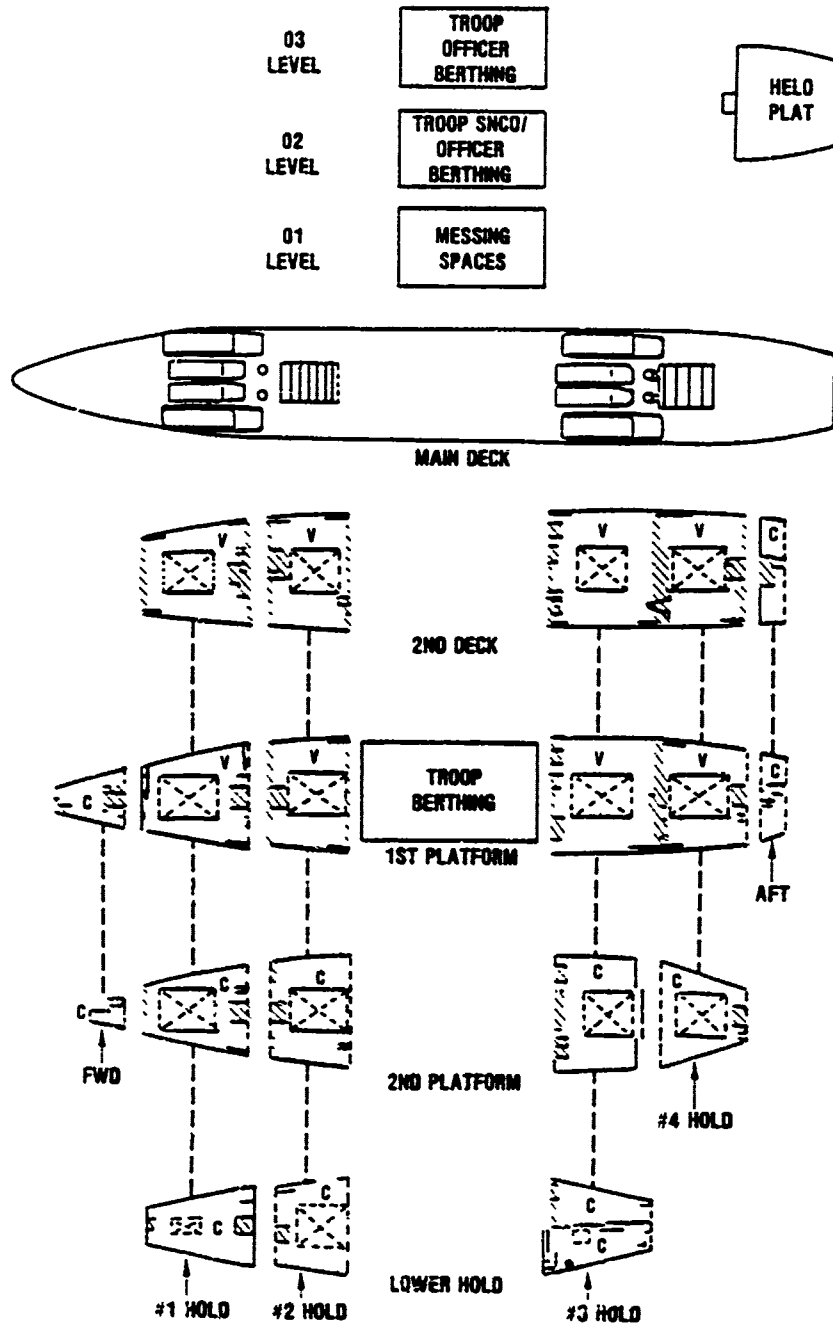 03
LEVEL
TROOP
OFFICER
BERTHING
HELO
PLAT
02
LEVEL
TROOP SNCO/
OFFICER
BERTHING
01
LEVEL
MESSING
SPACES
MAIN DECK
V
V
V
V
C
2ND DECK
C
V
V
TROOP
BERTHING
V
V
C
1ST PLATFORM
AFT
C
C
C
C
C
FWD
2ND PLATFORM
#4 HOLD
C
C
C
C
LOWER HOLD
#1 HOLD
#2 HOLD
#3 HOLD